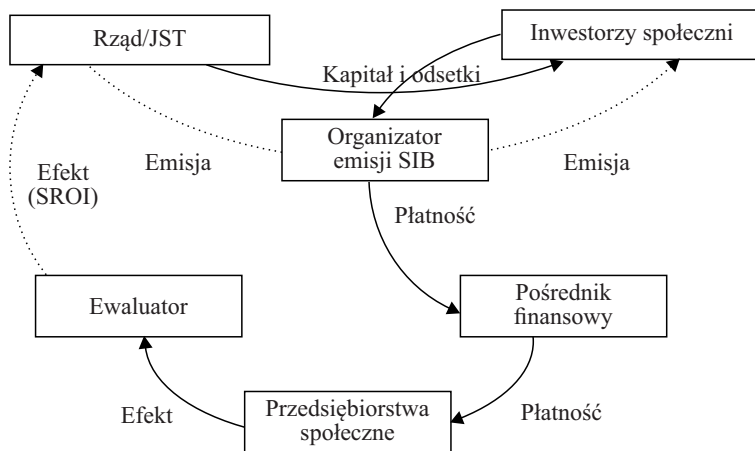 Rząd/JST
Inwestorzy społeczni
Kapitał i odsetki
Organizator
emisji SIB
Efekt
(SROI)
Emisja
Emisja
Płatność
Ewaluator
Pośrednik
finansowy
Efekt
Przedsiębiorstwa
społeczne
Płatność